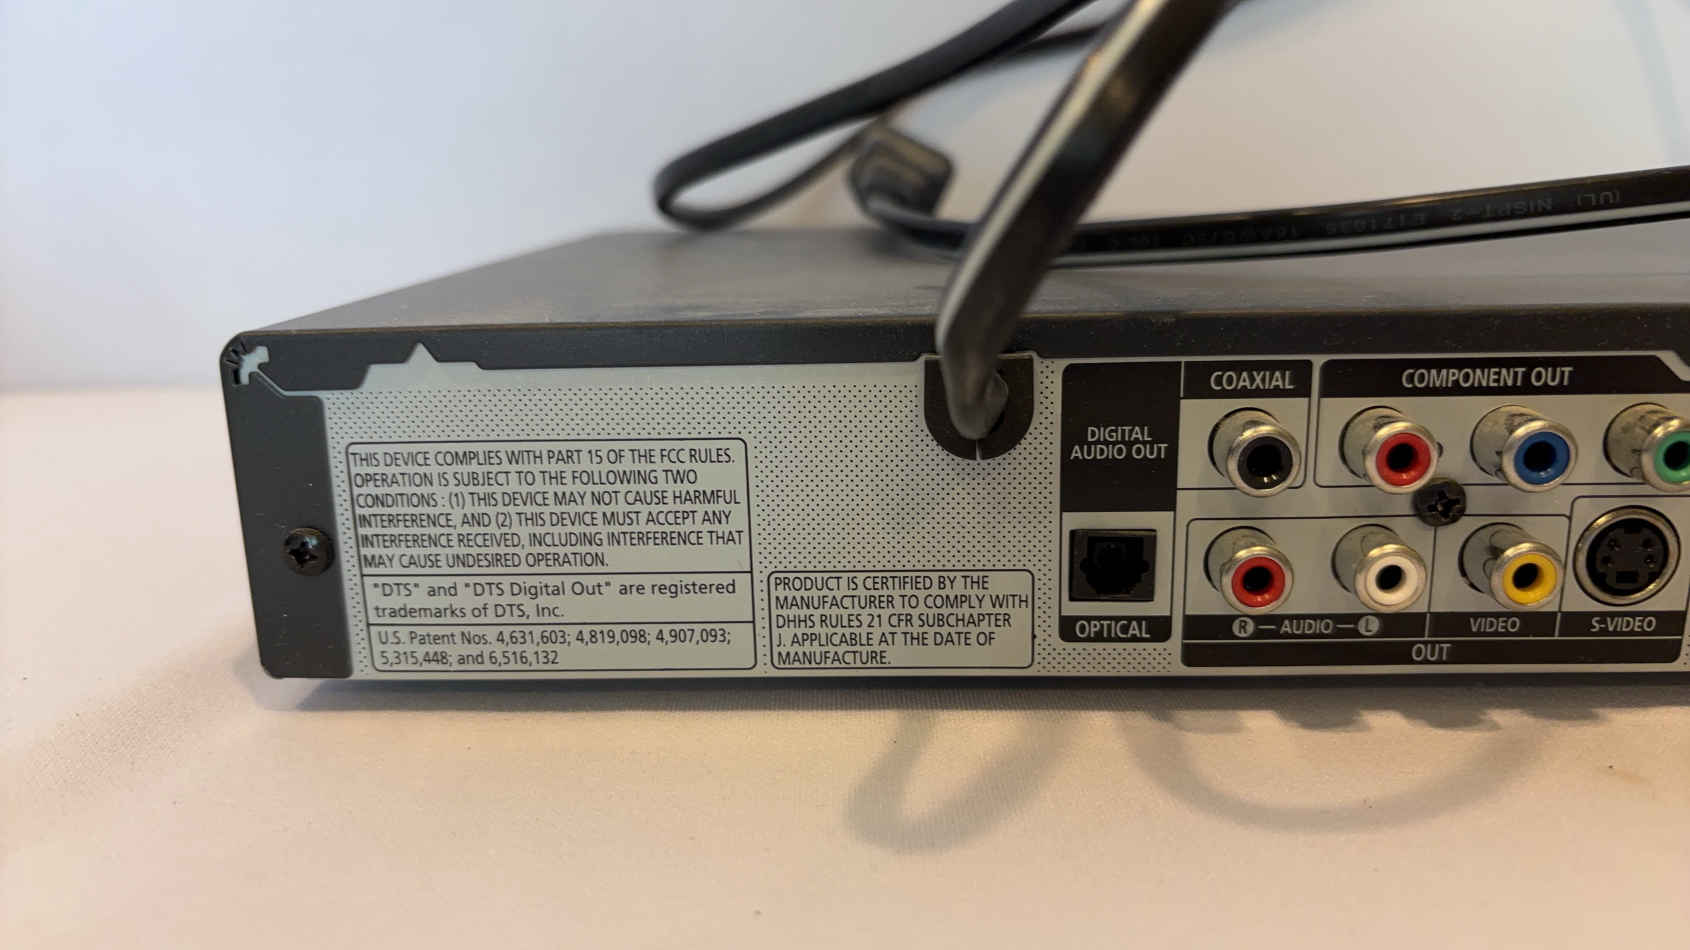 (UL) NISPT-2 E171035
THIS DEVICE COMPLIES WITH PART 15 OF THE FCC RULES.
OPERATION IS SUBJECT TO THE FOLLOWING TWO
CONDITIONS : (1) THIS DEVICE MAY NOT CAUSE HARMFUL
INTERFERENCE, AND (2) THIS DEVICE MUST ACCEPT ANY
INTERFERENCE RECEIVED, INCLUDING INTERFERENCE THAT
MAY CAUSE UNDESIRED OPERATION.
"DTS" and "DTS Digital Out" are registered
trademarks of DTS, Inc.
U.S. Patent Nos. 4,631,603; 4,819,098; 4,907,093;
5,315,448; and 6,516,132
PRODUCT IS CERTIFIED BY THE
MANUFACTURER TO COMPLY WITH
DHHS RULES 21 CFR SUBCHAPTER
J. APPLICABLE AT THE DATE OF
MANUFACTURE.
DIGITAL
AUDIO OUT
OPTICAL
COAXIAL
COMPONENT OUT
R — AUDIO — L
VIDEO
S-VIDEO
OUT